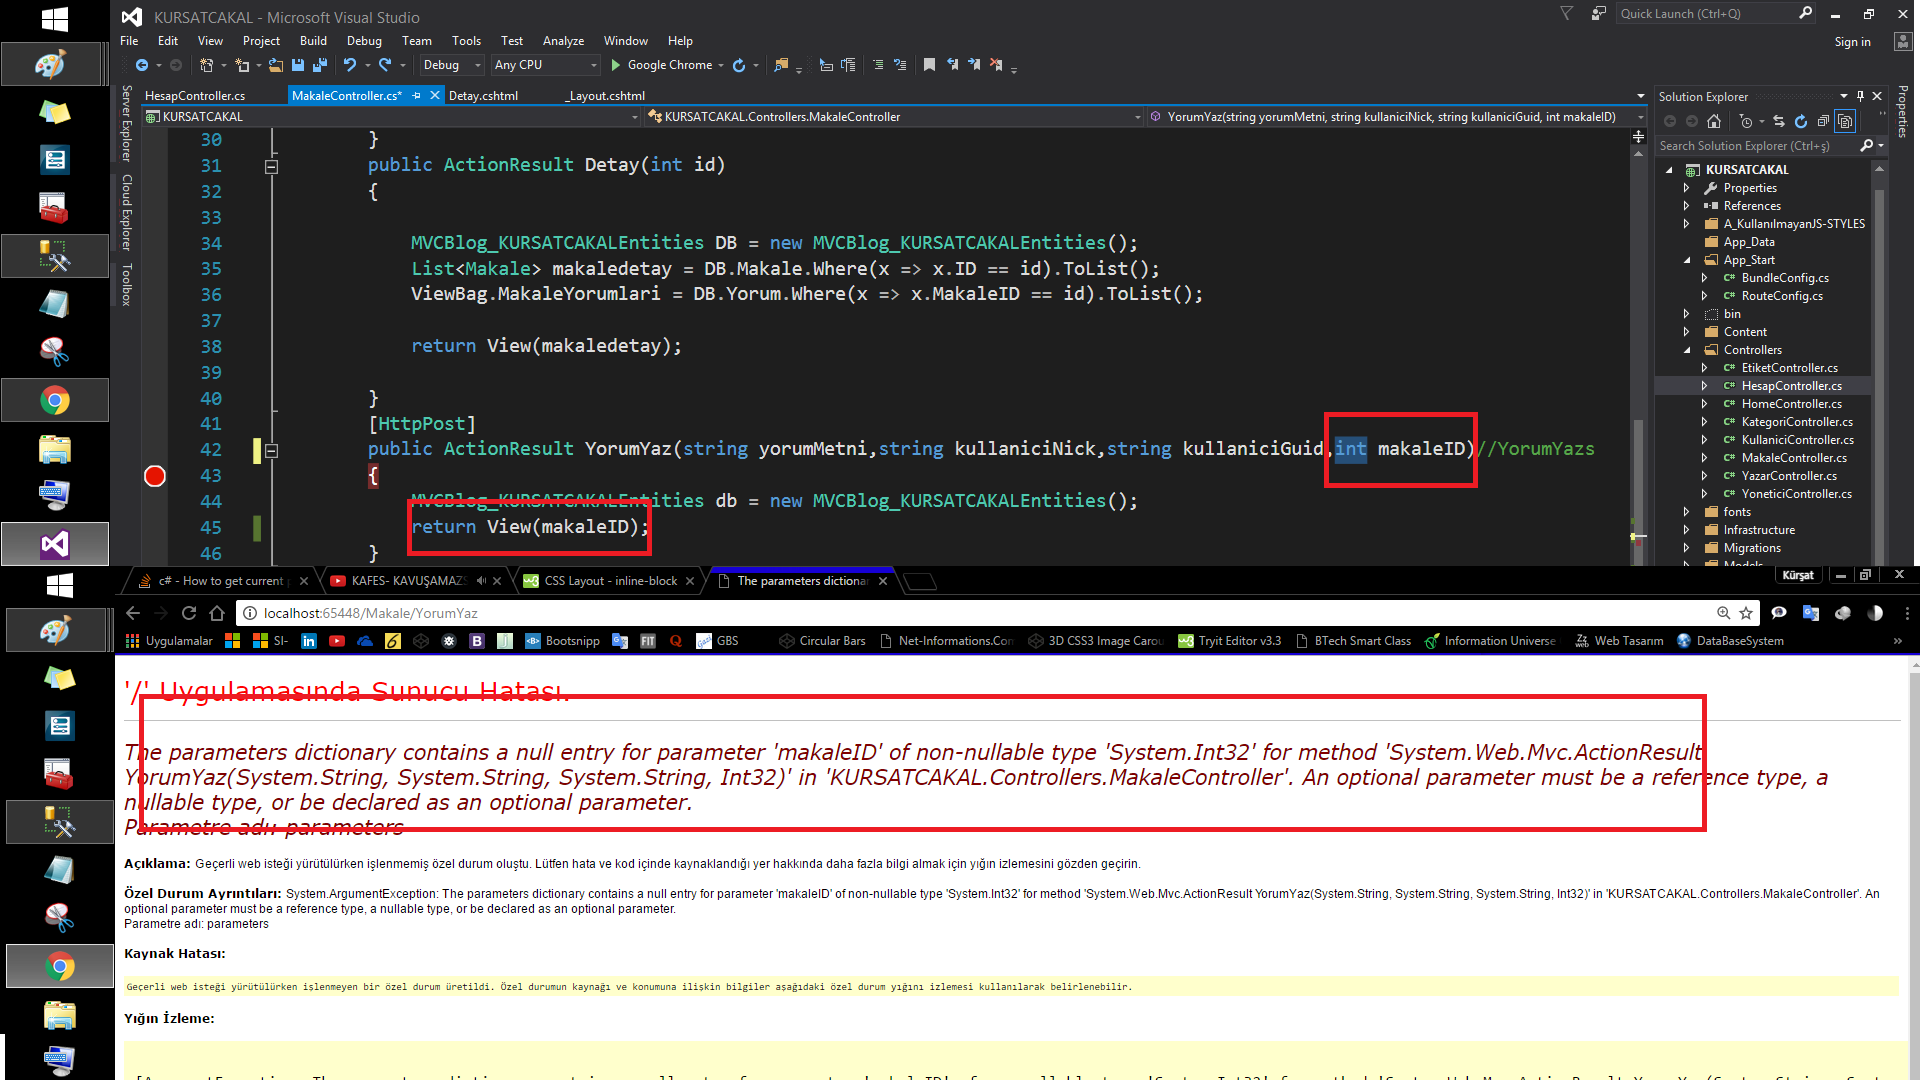 KURSATCAKAL - Microsoft Visual Studio
Quick Launch (Ctrl+Q)
File Edit View Project Build Debug Team Tools Test Analyze Window Help
Sign in
Debug Any CPU Google Chrome
HesapController.cs MakaleController.cs* Detay.cshtml _Layout.cshtml
KURSATCAKAL KURSATCAKAL.Controllers.MakaleController YorumYaz(string yorumMetni, string kullaniciNick, string kullaniciGuid, int makaleID)
Server Explorer
Cloud Explorer
Toolbox
30 }
31 public ActionResult Detay(int id)
32 {
33
34 MVCBlog_KURSATCAKALEntities DB = new MVCBlog_KURSATCAKALEntities();
35 List<Makale> makaledetay = DB.Makale.Where(x => x.ID == id).ToList();
36 ViewBag.MakaleYorumlari = DB.Yorum.Where(x => x.MakaleID == id).ToList();
37
38 return View(makaledetay);
39
40 }
41 [HttpPost]
42 public ActionResult YorumYaz(string yorumMetni,string kullaniciNick,string kullaniciGuid,int makaleID)//YorumYazs
43 {
44 MVCBlog_KURSATCAKALEntities db = new MVCBlog_KURSATCAKALEntities();
45 return View(makaleID);
46 }
Solution Explorer
Search Solution Explorer (Ctrl+ş)
KURSATCAKAL
Properties
References
A_KullanılmayanJS-STYLES
App_Data
App_Start
C# BundleConfig.cs
C# RouteConfig.cs
bin
Content
Controllers
C# EtiketController.cs
C# HesapController.cs
C# HomeController.cs
C# KategoriController.cs
C# KullaniciController.cs
C# MakaleController.cs
C# YazarController.cs
C# YoneticiController.cs
fonts
Infrastructure
Migrations
Models
Properties
c# - How to get current KAFES- KAVUŞAMAZS CSS Layout - inline-block The parameters dictionar Kürşat
localhost:65448/Makale/YorumYaz
Uygulamalar SI- Bootsnipp FIT GBS Circular Bars Net-Informations.Con 3D CSS3 Image Carou Tryit Editor v3.3 BTech Smart Class Information Universe Web Tasarım DataBaseSystem »
'/' Uygulamasında Sunucu Hatası.
The parameters dictionary contains a null entry for parameter 'makaleID' of non-nullable type 'System.Int32' for method 'System.Web.Mvc.ActionResult
YorumYaz(System.String, System.String, System.String, Int32)' in 'KURSATCAKAL.Controllers.MakaleController'. An optional parameter must be a reference type, a
nullable type, or be declared as an optional parameter.
Parametre adı: parameters
Açıklama: Geçerli web isteği yürütülürken işlenmemiş özel durum oluştu. Lütfen hata ve kod içinde kaynaklandığı yer hakkında daha fazla bilgi almak için yığın izlemesini gözden geçirin.
Özel Durum Ayrıntıları: System.ArgumentException: The parameters dictionary contains a null entry for parameter 'makaleID' of non-nullable type 'System.Int32' for method 'System.Web.Mvc.ActionResult YorumYaz(System.String, System.String, System.String, Int32)' in 'KURSATCAKAL.Controllers.MakaleController'. An
optional parameter must be a reference type, a nullable type, or be declared as an optional parameter.
Parametre adı: parameters
Kaynak Hatası:
Geçerli web isteği yürütülürken işlenmeyen bir özel durum üretildi. Özel durumun kaynağı ve konumuna ilişkin bilgiler aşağıdaki özel durum yığını izlemesi kullanılarak belirlenebilir.
Yığın İzleme: